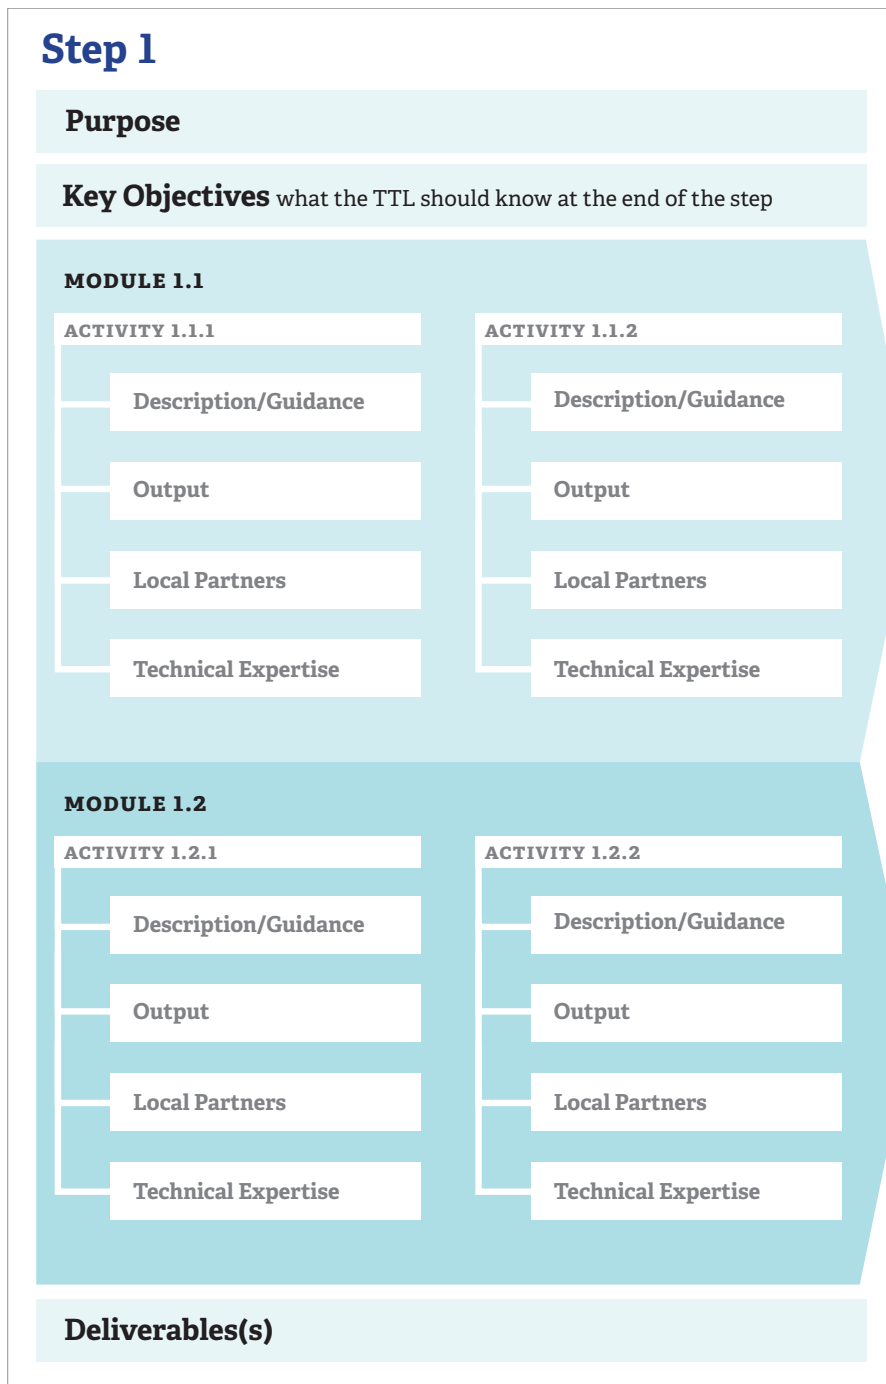 Step 1
Purpose
Key Objectives what the TTL should know at the end of the step
MODULE 1.1
ACTIVITY 1.1.1
Description/Guidance
Output
Local Partners
Technical Expertise
ACTIVITY 1.1.2
Description/Guidance
Output
Local Partners
Technical Expertise
MODULE 1.2
ACTIVITY 1.2.1
Description/Guidance
Output
Local Partners
Technical Expertise
ACTIVITY 1.2.2
Description/Guidance
Output
Local Partners
Technical Expertise
Deliverables(s)